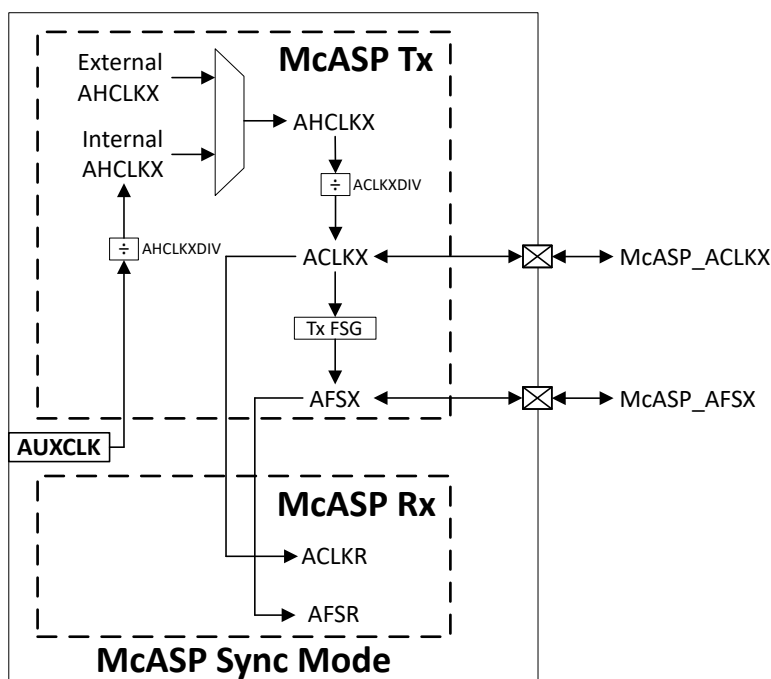 McASP Tx
External
AHCLKX
Internal
AHCLKX
AHCLKX
÷ ACLKXDIV
÷ AHCLKXDIV
ACLKX
McASP_ACLKX
Tx FSG
AFSX
McASP_AFSX
AUXCLK
McASP Rx
ACLKR
AFSR
McASP Sync Mode